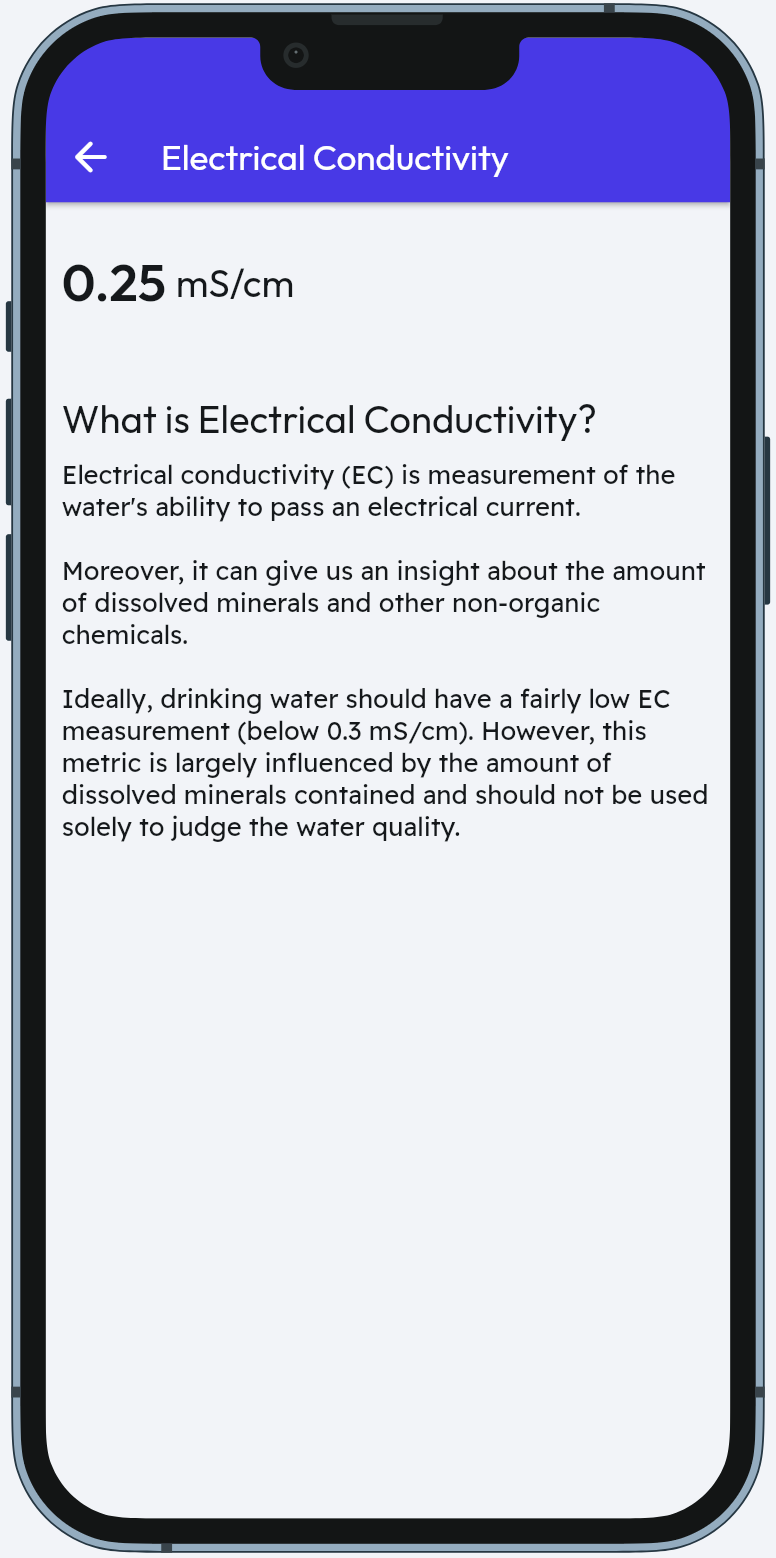 Electrical Conductivity
0.25 mS/cm
What is Electrical Conductivity?
Electrical conductivity (EC) is measurement of the
water's ability to pass an electrical current.
Moreover, it can give us an insight about the amount
of dissolved minerals and other non-organic
chemicals.
Ideally, drinking water should have a fairly low EC
measurement (below 0.3 mS/cm). However, this
metric is largely influenced by the amount of
dissolved minerals contained and should not be used
solely to judge the water quality.